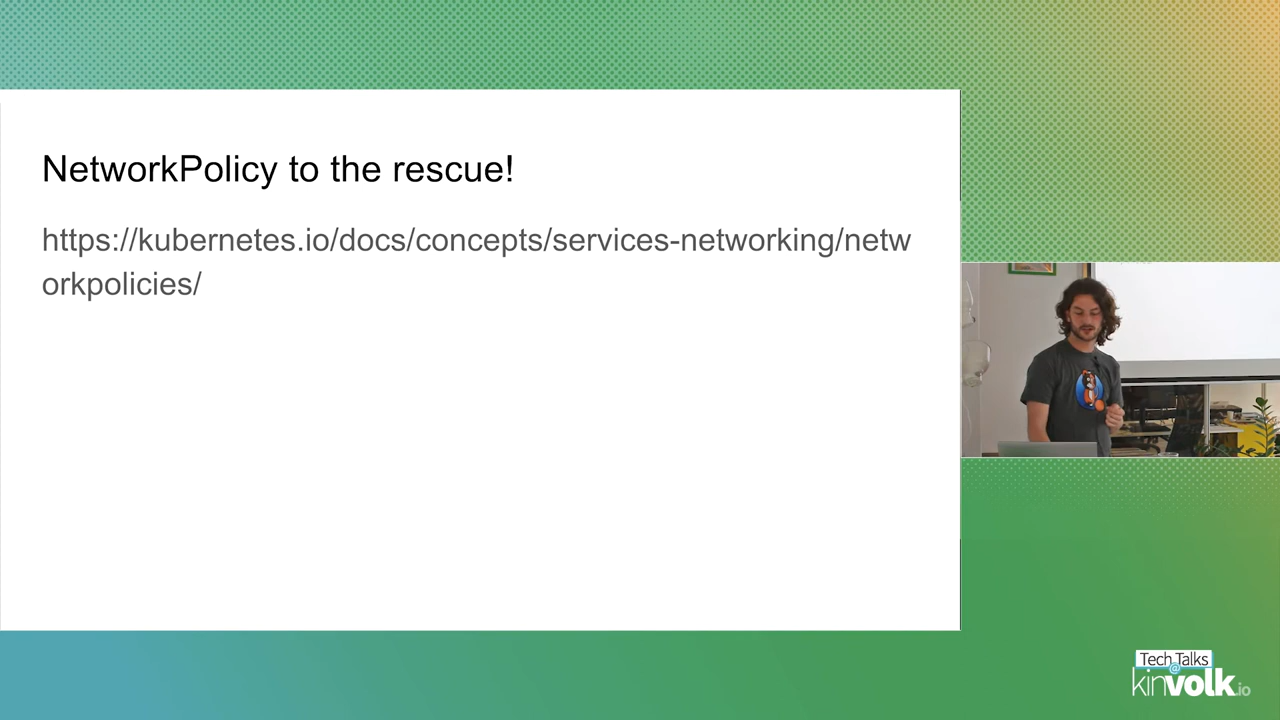 NetworkPolicy to the rescue!
https://kubernetes.io/docs/concepts/services-networking/netw
orkpolicies/
Tech Talks
@
kinvolk.io